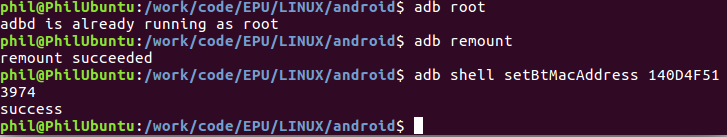 phil@PhilUbuntu:/work/code/EPU/LINUX/android$ adb root
adbd is already running as root
phil@PhilUbuntu:/work/code/EPU/LINUX/android$ adb remount
remount succeeded
phil@PhilUbuntu:/work/code/EPU/LINUX/android$ adb shell setBtMacAddress 140D4F51
3974
success
phil@PhilUbuntu:/work/code/EPU/LINUX/android$